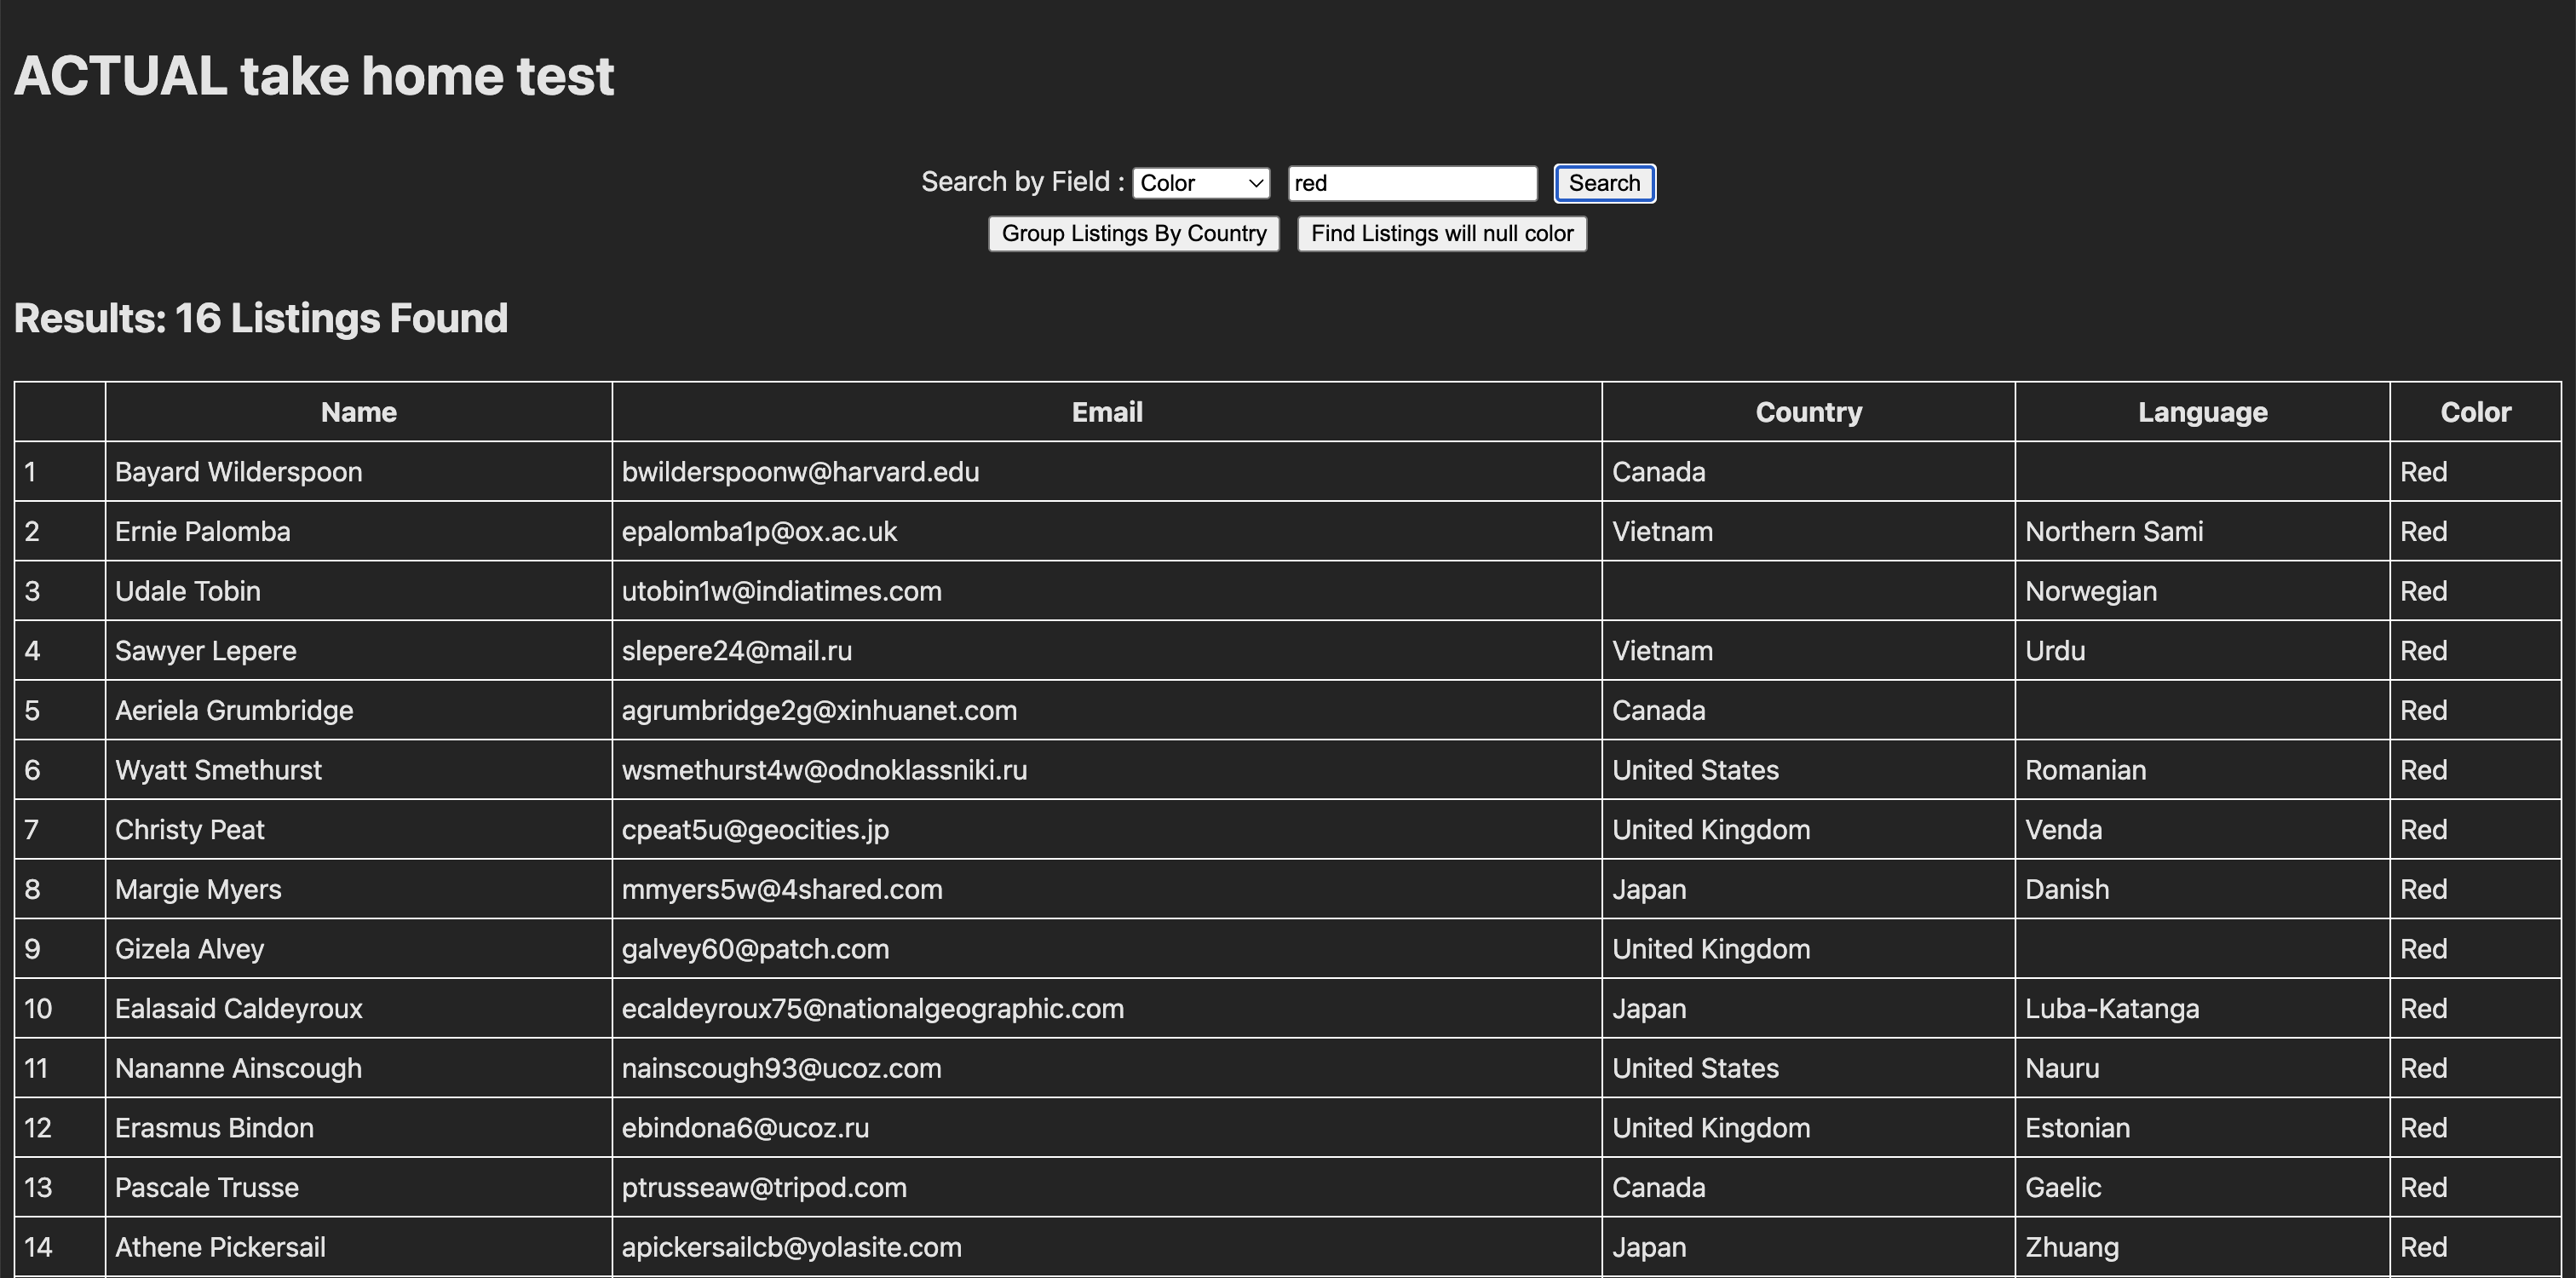 ACTUAL take home test
Search by Field : Color red Search
Group Listings By Country Find Listings will null color
Results: 16 Listings Found
Name Email Country Language Color
1 Bayard Wilderspoon bwilderspoonw@harvard.edu Canada Red
2 Ernie Palomba epalomba1p@ox.ac.uk Vietnam Northern Sami Red
3 Udale Tobin utobin1w@indiatimes.com Norwegian Red
4 Sawyer Lepere slepere24@mail.ru Vietnam Urdu Red
5 Aeriela Grumbridge agrumbridge2g@xinhuanet.com Canada Red
6 Wyatt Smethurst wsmethurst4w@odnoklassniki.ru United States Romanian Red
7 Christy Peat cpeat5u@geocities.jp United Kingdom Venda Red
8 Margie Myers mmyers5w@4shared.com Japan Danish Red
9 Gizela Alvey galvey60@patch.com United Kingdom Red
10 Ealasaid Caldeyroux ecaldeyroux75@nationalgeographic.com Japan Luba-Katanga Red
11 Nananne Ainscough nainscough93@ucoz.com United States Nauru Red
12 Erasmus Bindon ebindona6@ucoz.ru United Kingdom Estonian Red
13 Pascale Trusse ptrusseaw@tripod.com Canada Gaelic Red
14 Athene Pickersail apickersailcb@yolasite.com Japan Zhuang Red